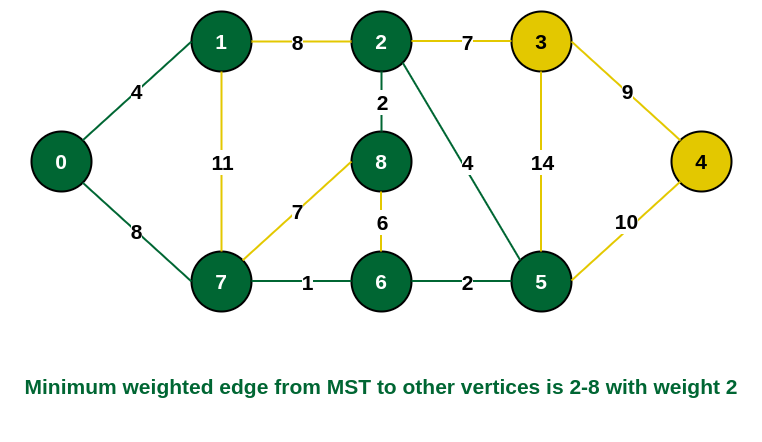 1 8 2 7 3
4 9
2
0 11 8 4 14 4
7
8 6 10
7 1 6 2 5
Minimum weighted edge from MST to other vertices is 2-8 with weight 2